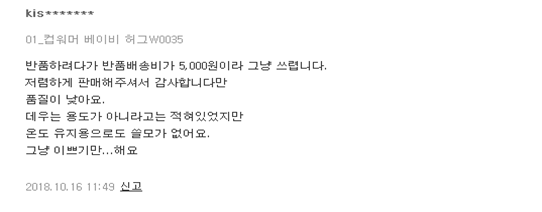 kis*******
01_컵워머 베이비 허그W0035
반품하려다가 반품배송비가 5,000원이라 그냥 쓰렵니다.
저렴하게 판매해주셔서 감사합니다만
품질이 낮아요.
데우는 용도가 아니라고는 적혀있었지만
온도 유지용으로도 쓸모가 없어요.
그냥 이쁘기만...해요
2018.10.16 11:49 신고